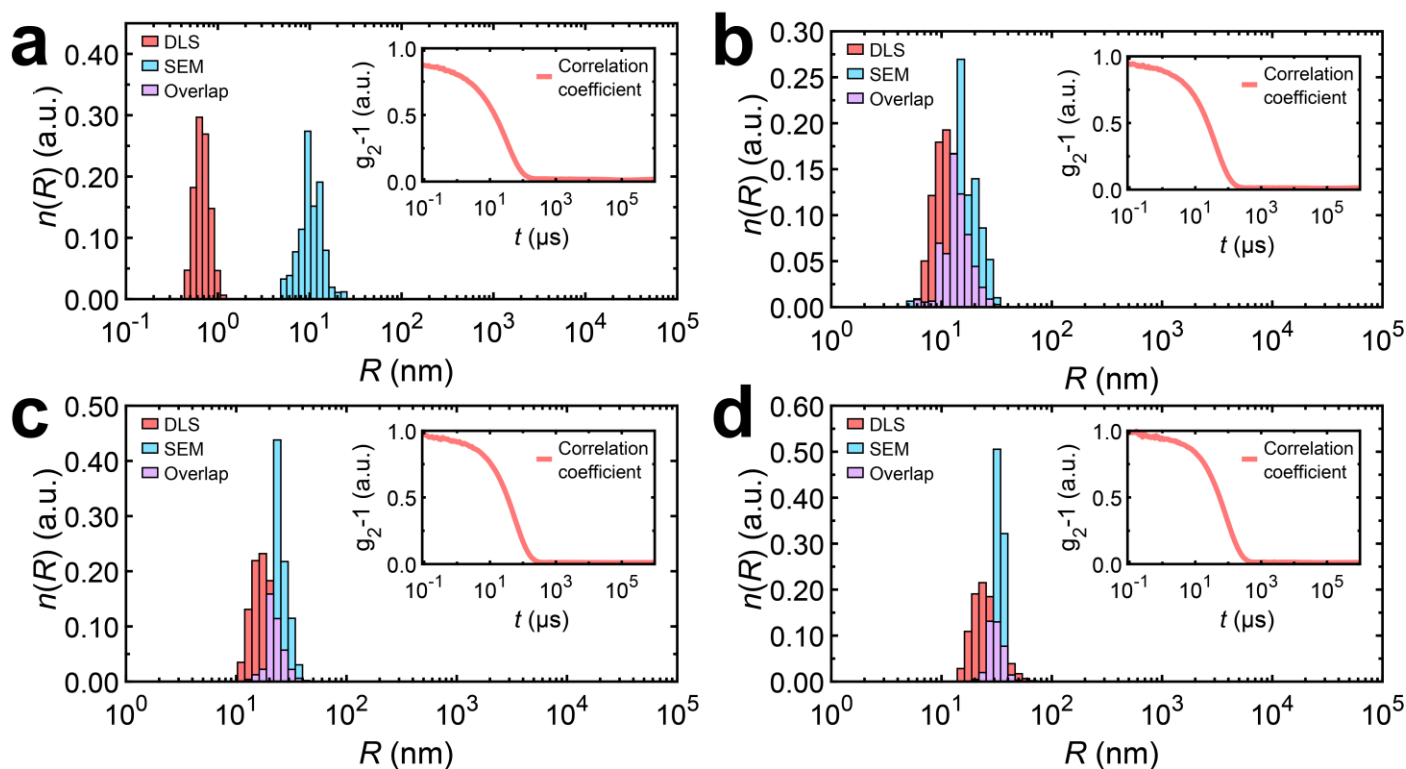 a
0.40
0.30
0.20
0.10
0.00
n(R) (a.u.)
DLS
SEM
Overlap
1.0
0.5
0.0
g₂-1 (a.u.)
Correlation
coefficient
10⁻¹ 10¹ 10³ 10⁵
t (µs)
10⁻¹ 10⁰ 10¹ 10² 10³ 10⁴ 10⁵
R (nm)
b
0.30
0.25
0.20
0.15
0.10
0.05
0.00
n(R) (a.u.)
DLS
SEM
Overlap
1.0
0.5
0.0
g₂-1 (a.u.)
Correlation
coefficient
10⁻¹ 10¹ 10³ 10⁵
t (µs)
10⁰ 10¹ 10² 10³ 10⁴ 10⁵
R (nm)
c
0.50
0.40
0.30
0.20
0.10
0.00
n(R) (a.u.)
DLS
SEM
Overlap
1.0
0.5
0.0
g₂-1 (a.u.)
Correlation
coefficient
10⁻¹ 10¹ 10³ 10⁵
t (µs)
10⁰ 10¹ 10² 10³ 10⁴ 10⁵
R (nm)
d
0.60
0.50
0.40
0.30
0.20
0.10
0.00
n(R) (a.u.)
DLS
SEM
Overlap
1.0
0.5
0.0
g₂-1 (a.u.)
Correlation
coefficient
10⁻¹ 10¹ 10³ 10⁵
t (µs)
10⁰ 10¹ 10² 10³ 10⁴ 10⁵
R (nm)